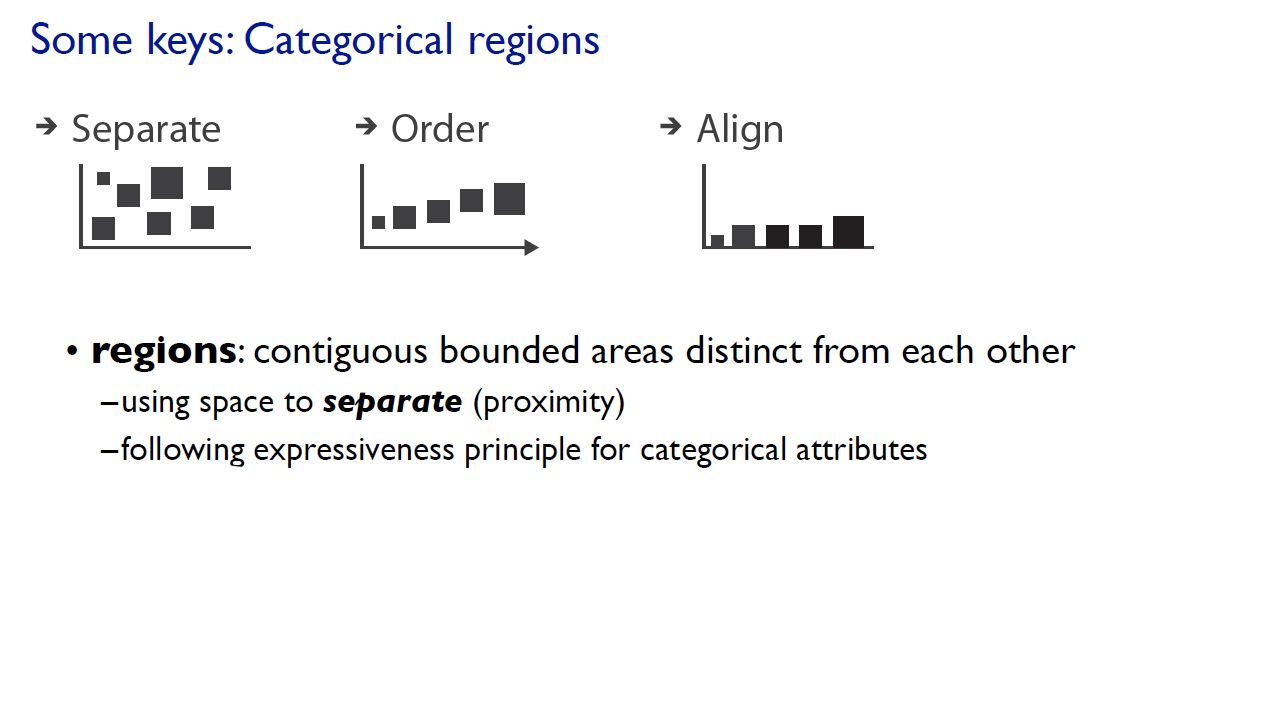 Some keys: Categorical regions
➔ Separate
➔ Order
➔ Align
• regions: contiguous bounded areas distinct from each other
–using space to separate (proximity)
–following expressiveness principle for categorical attributes